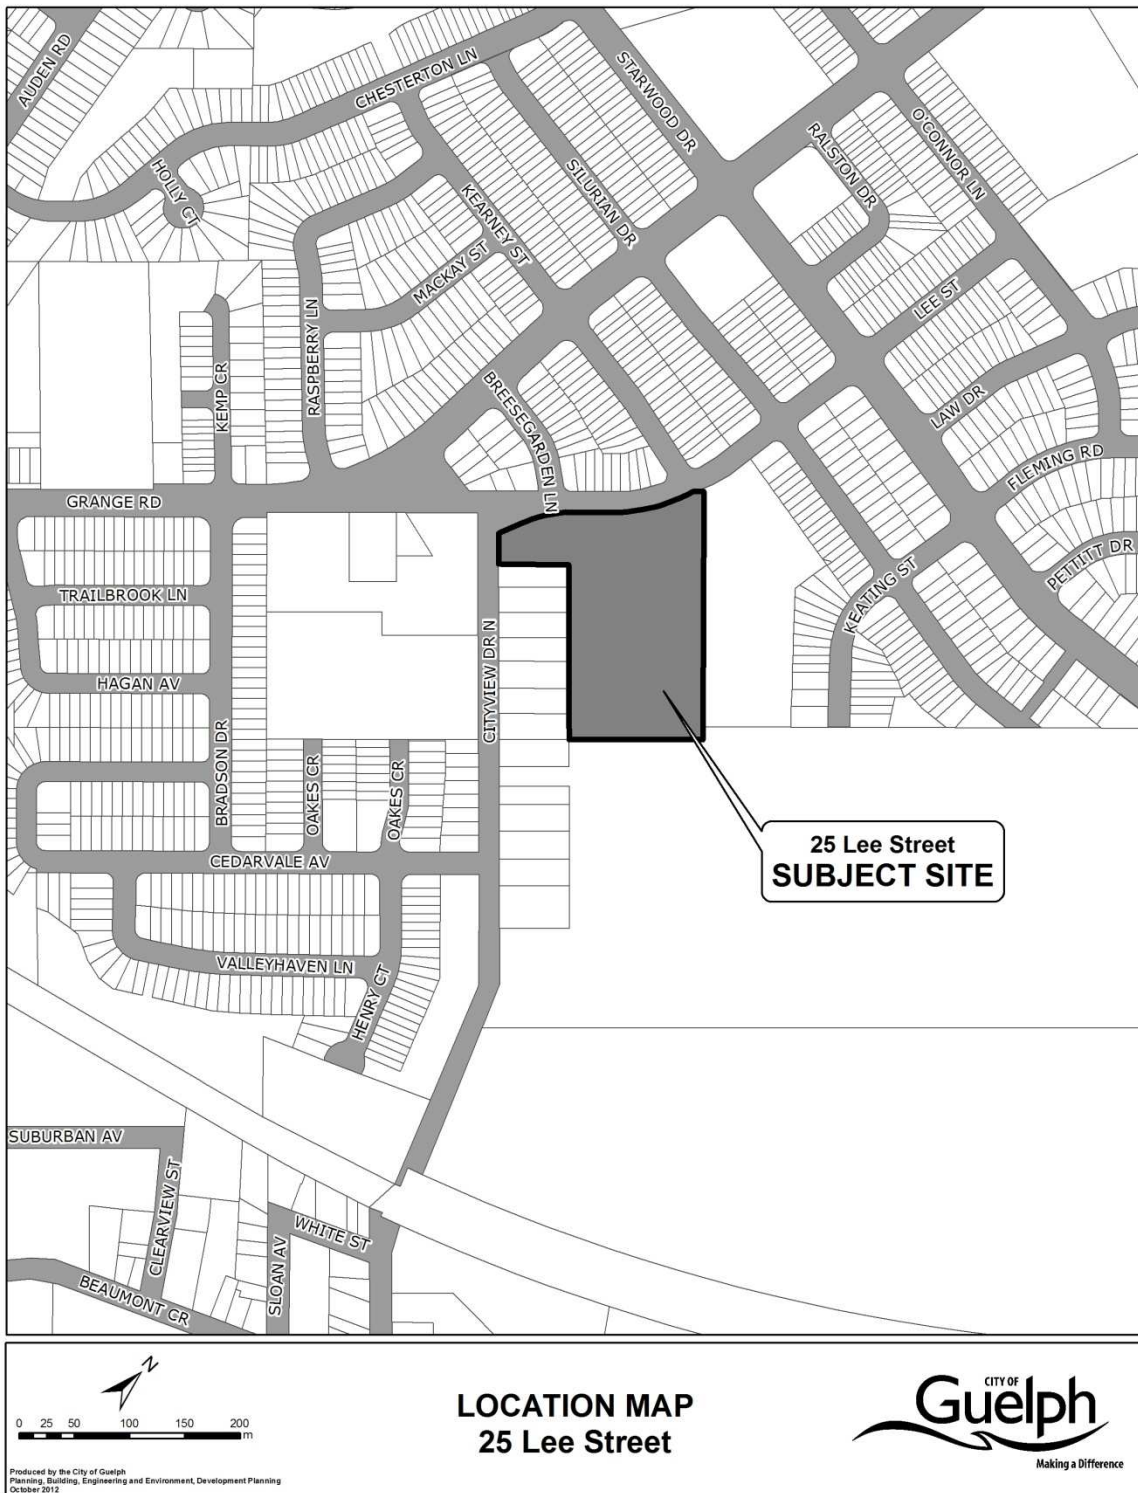 AUDEN RD
CHESTERTON LN
STARWOOD DR
HOLLY CT
RALSTON DR
O'CONNOR LN
SILURIAN DR
KEARNEY ST
MACKAY ST
RASPBERRY LN
LEE ST
KEMP CR
BREESEGARDEN LN
LAW DR
FLEMING RD
GRANGE RD
PETTITT DR
KEATING ST
TRAILBROOK LN
CITYVIEW DR N
HAGAN AV
BRADSON DR
OAKES CR
OAKES CR
25 Lee Street
SUBJECT SITE
CEDARVALE AV
VALLEYHAVEN LN
HENRY CT
SUBURBAN AV
CLEARVIEW ST
WHITE ST
SLOAN AV
BEAUMONT CR
N
0 25 50 100 150 200
m
Produced by the City of Guelph
Planning, Building, Engineering and Environment, Development Planning
October 2012
LOCATION MAP
25 Lee Street
CITY OF
Guelph
Making a Difference